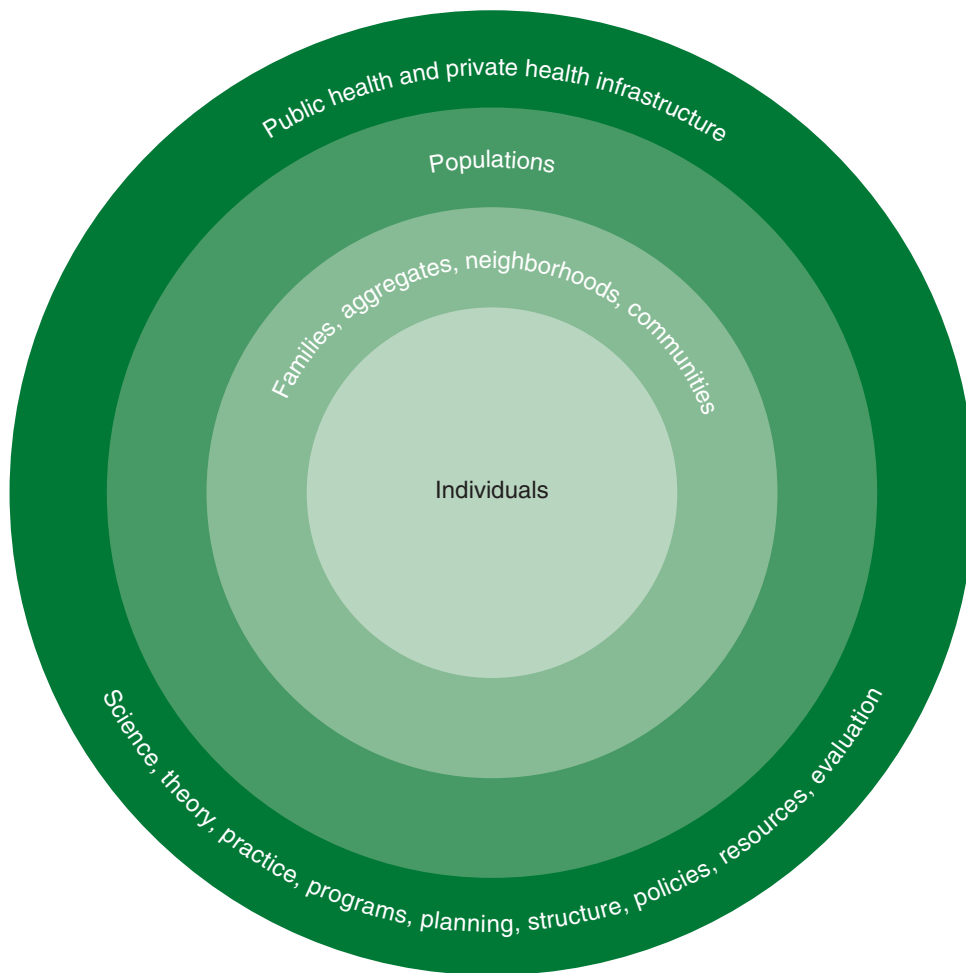 Public health and private health infrastructure
Populations
Families, aggregates, neighborhoods, communities
Individuals
Science, theory, practice, programs, planning, structure, policies, resources, evaluation